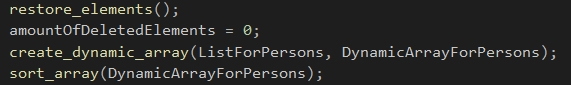 restore_elements();
amountOfDeletedElements = 0;
create_dynamic_array(ListForPersons, DynamicArrayForPersons);
sort_array(DynamicArrayForPersons);